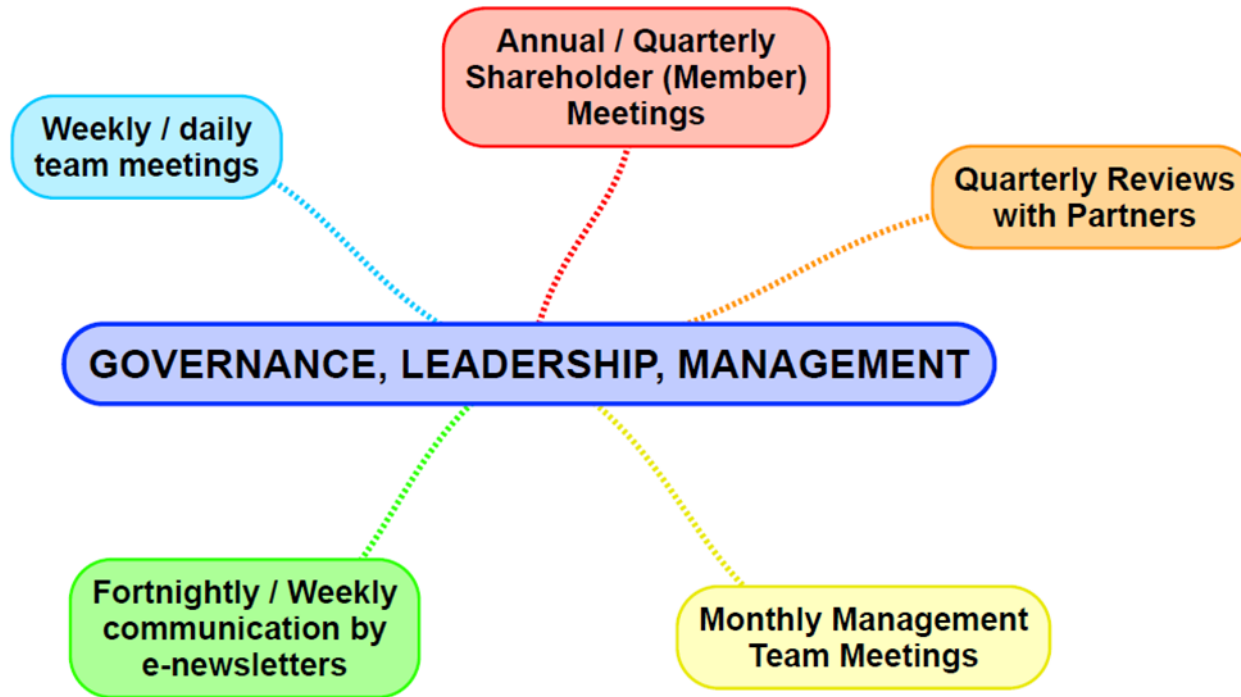 Annual / Quarterly
Shareholder (Member)
Meetings
Weekly / daily
team meetings
Quarterly Reviews
with Partners
GOVERNANCE, LEADERSHIP, MANAGEMENT
Fortnightly / Weekly
communication by
e-newsletters
Monthly Management
Team Meetings